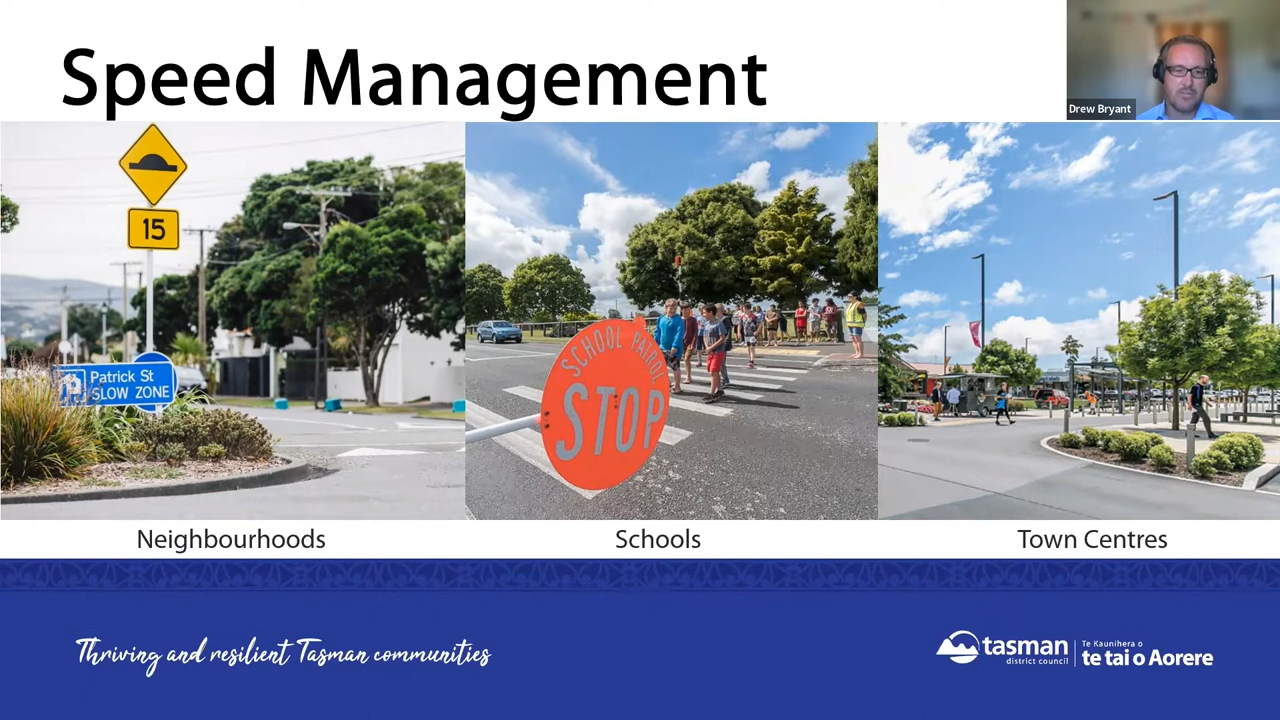 Speed Management
Drew Bryant
15
Patrick St
SLOW ZONE
SCHOOL PATROL
STOP
Neighbourhoods
Schools
Town Centres
Thriving and resilient Tasman communities
tasman
district council
Te Kaunihera o
te tai o Aorere